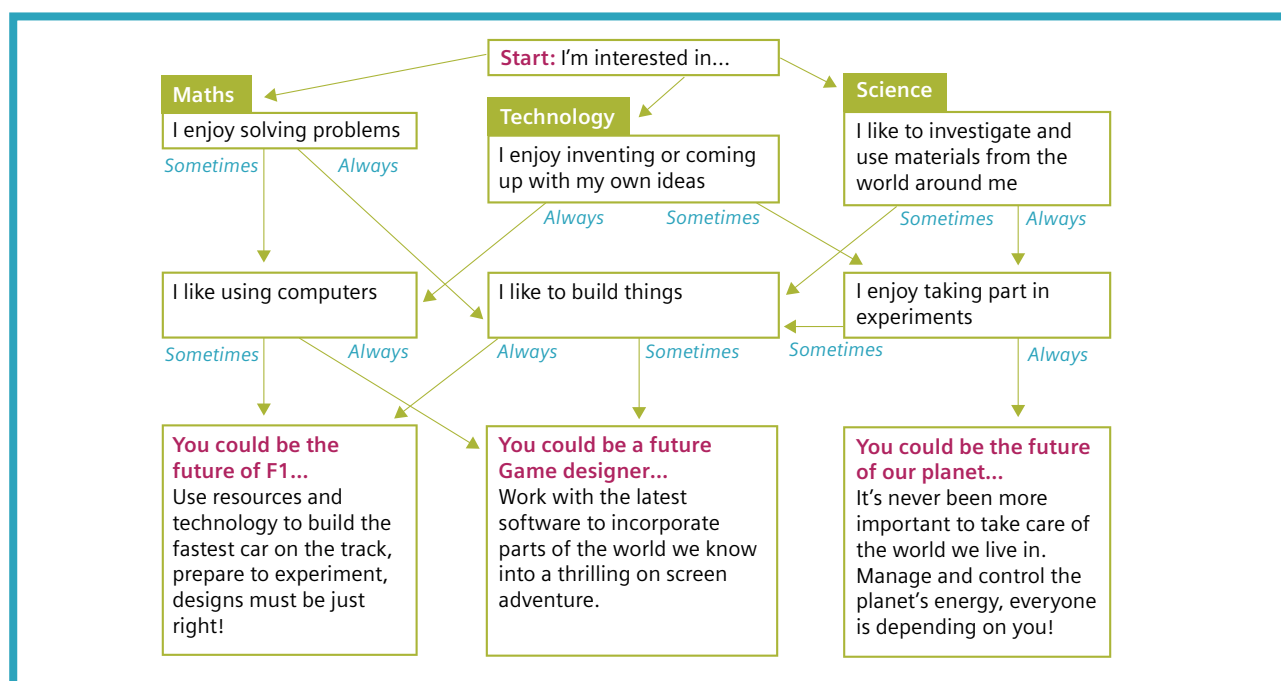 Start: I'm interested in...
Maths
I enjoy solving problems
Sometimes
Always
Technology
I enjoy inventing or coming
up with my own ideas
Always
Sometimes
Science
I like to investigate and
use materials from the
world around me
Sometimes
Always
I like using computers
Sometimes
Always
I like to build things
Always
Sometimes
I enjoy taking part in
experiments
Sometimes
Always
You could be the
future of F1...
Use resources and
technology to build the
fastest car on the track,
prepare to experiment,
designs must be just
right!
You could be a future
Game designer...
Work with the latest
software to incorporate
parts of the world we know
into a thrilling on screen
adventure.
You could be the future
of our planet...
It's never been more
important to take care of
the world we live in.
Manage and control the
planet's energy, everyone
is depending on you!